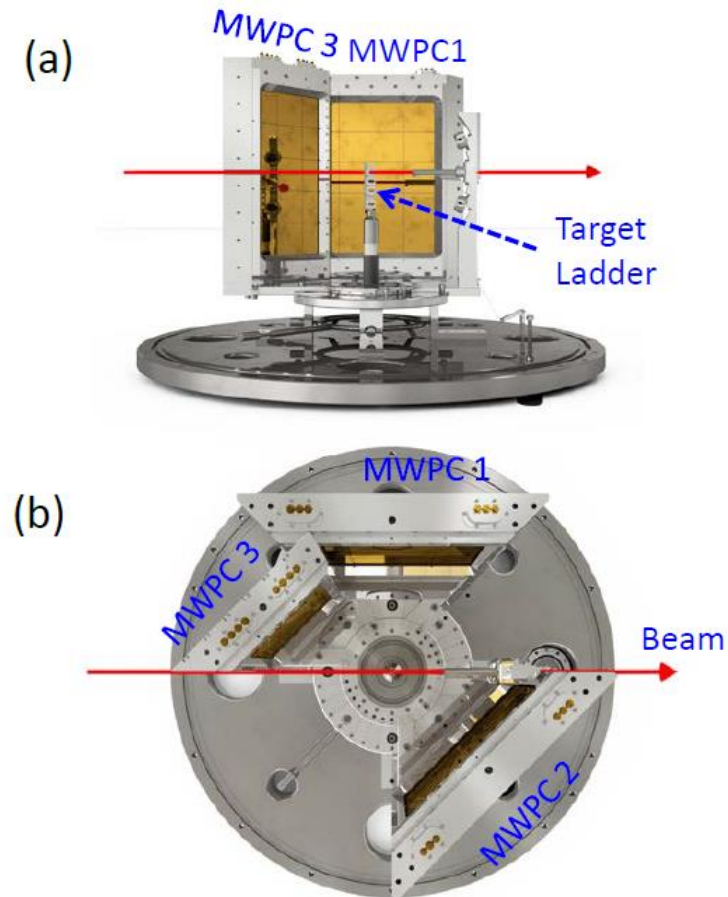 (a)
MWPC 3
MWPC1
Target
Ladder
(b)
MWPC 1
MWPC 3
Beam
MWPC 2